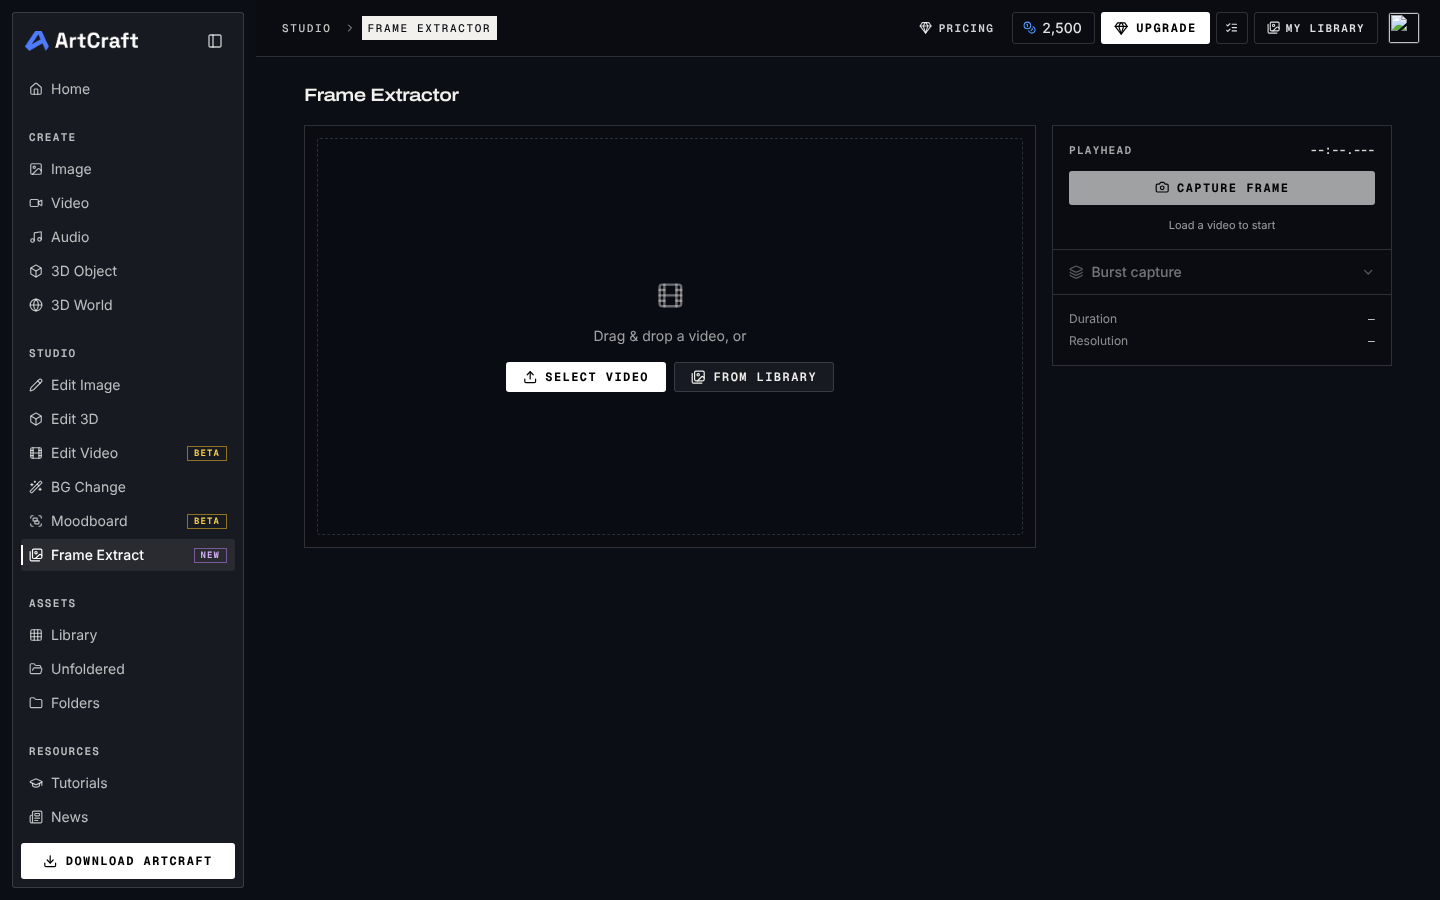 ArtCraft
Home
CREATE
Image
Video
Audio
3D Object
3D World
STUDIO
Edit Image
Edit 3D
Edit Video BETA
BG Change
Moodboard BETA
Frame Extract NEW
ASSETS
Library
Unfoldered
Folders
RESOURCES
Tutorials
News
DOWNLOAD ARTCRAFT
STUDIO > FRAME EXTRACTOR
PRICING 2,500 UPGRADE MY LIBRARY
Frame Extractor
Drag & drop a video, or
SELECT VIDEO FROM LIBRARY
PLAYHEAD --:--.---
CAPTURE FRAME
Load a video to start
Burst capture
Duration –
Resolution –